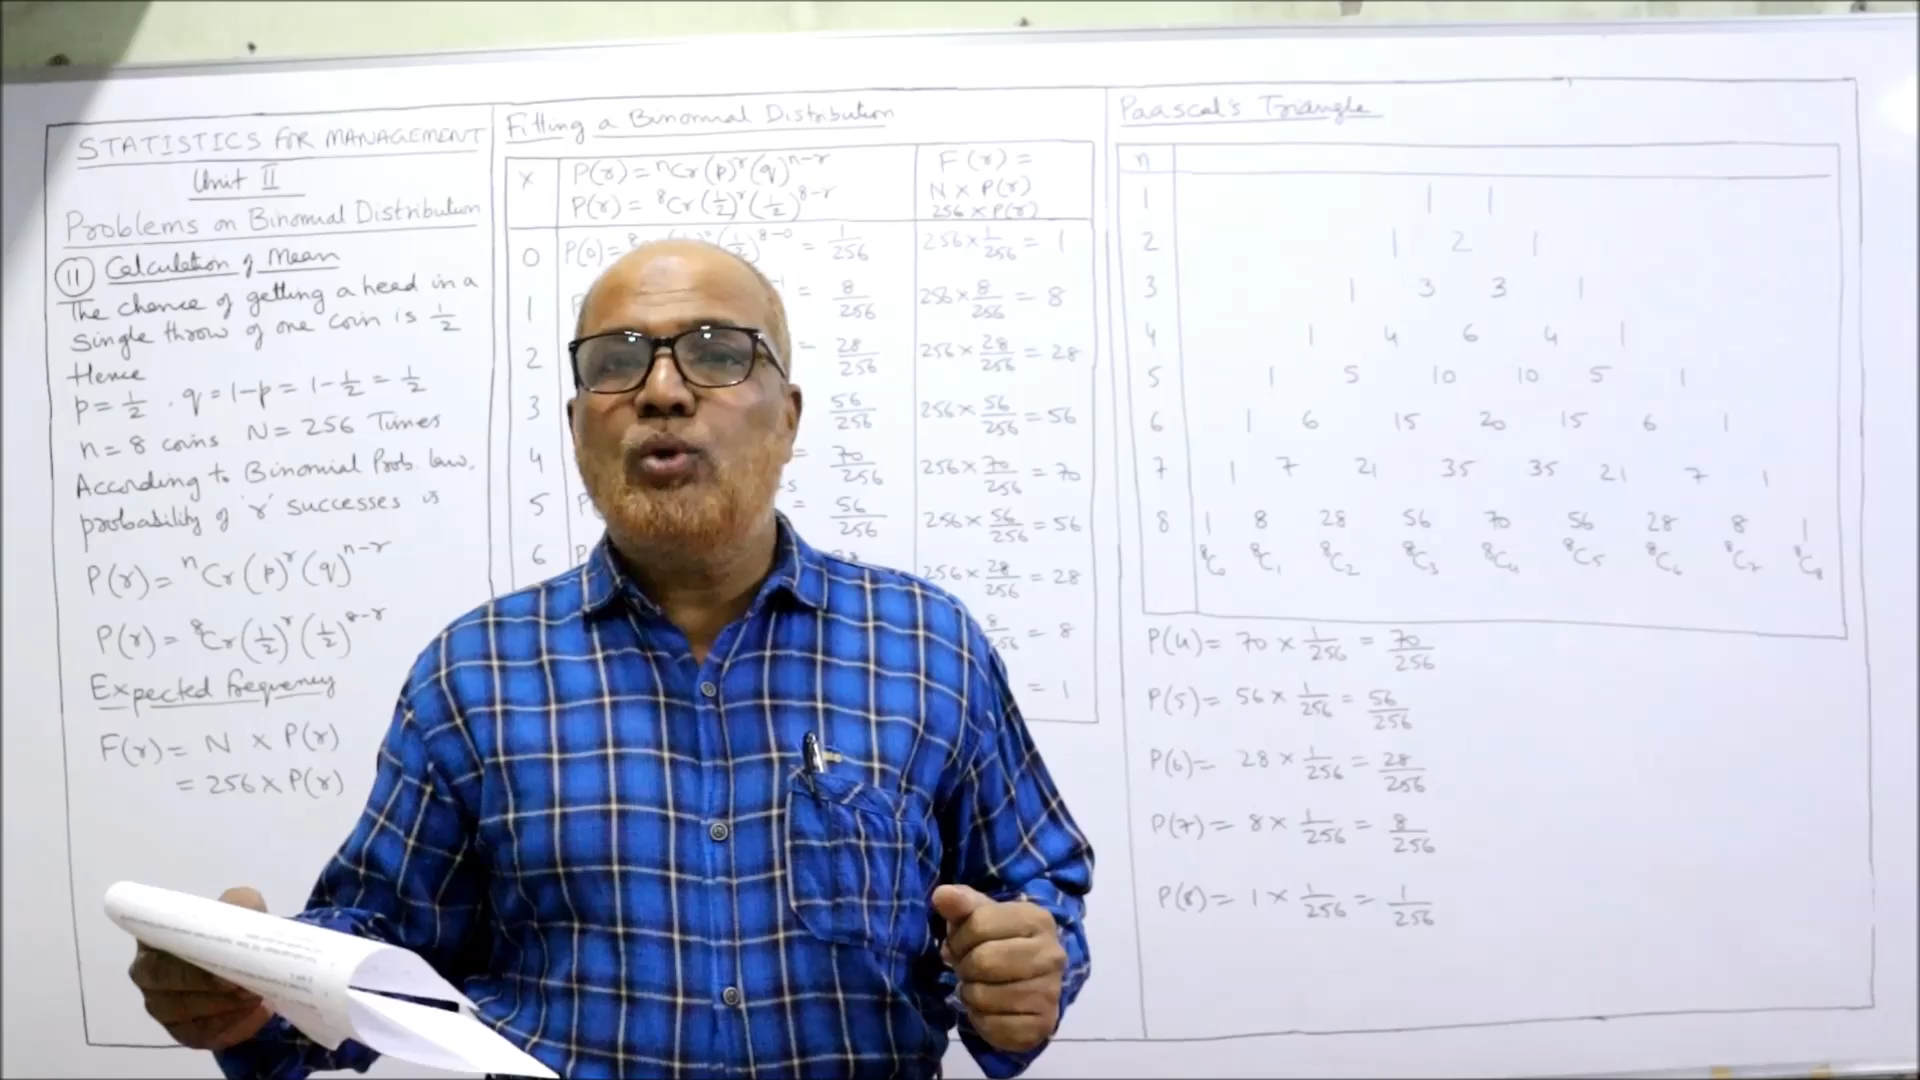 STATISTICS FOR MANAGEMENT
Unit II
Problems on Binomial Distribution
11 Calculation of Mean
The chance of getting a head in a
single throw of one coin is 1/2
Hence
p = 1/2 . q = 1-p = 1-1/2 = 1/2
n = 8 coins N = 256 Times
According to Binomial Prob. law,
probability of 'r' successes is
P(r) = ⁿCr (p)^r (q)^n-r
P(r) = ⁸Cr (1/2)^r (1/2)^8-r
Expected frequency
F(r) = N × P(r)
= 256 × P(r)
Fitting a Binomial Distribution
x P(r) = ⁿCr (p)^r (q)^n-r F(r) =
N × P(r)
P(r) = ⁸Cr (1/2)^r (1/2)^8-r 256 × P(r)
0 P(0) = 8 (1/2)^8-0 = 1/256 256 × 1/256 = 1
1 P = 8/256 256 × 8/256 = 8
2 = 28/256 256 × 28/256 = 28
3 56/256 256 × 56/256 = 56
4 = 70/256 256 × 70/256 = 70
5 P = 56/256 256 × 56/256 = 56
6 P 256 × 28/256 = 28
8/256 = 8
= 1
Paascal's Triangle
n
1 1 1
2 1 2 1
3 1 3 3 1
4 1 4 6 4 1
5 1 5 10 10 5 1
6 1 6 15 20 15 6 1
7 1 7 21 35 35 21 7 1
8 1 8 28 56 70 56 28 8 1
⁸C₀ ⁸C₁ ⁸C₂ ⁸C₃ ⁸C₄ ⁸C₅ ⁸C₆ ⁸C₇ ⁸C₈
P(4) = 70 × 1/256 = 70/256
P(5) = 56 × 1/256 = 56/256
P(6) = 28 × 1/256 = 28/256
P(7) = 8 × 1/256 = 8/256
P(8) = 1 × 1/256 = 1/256